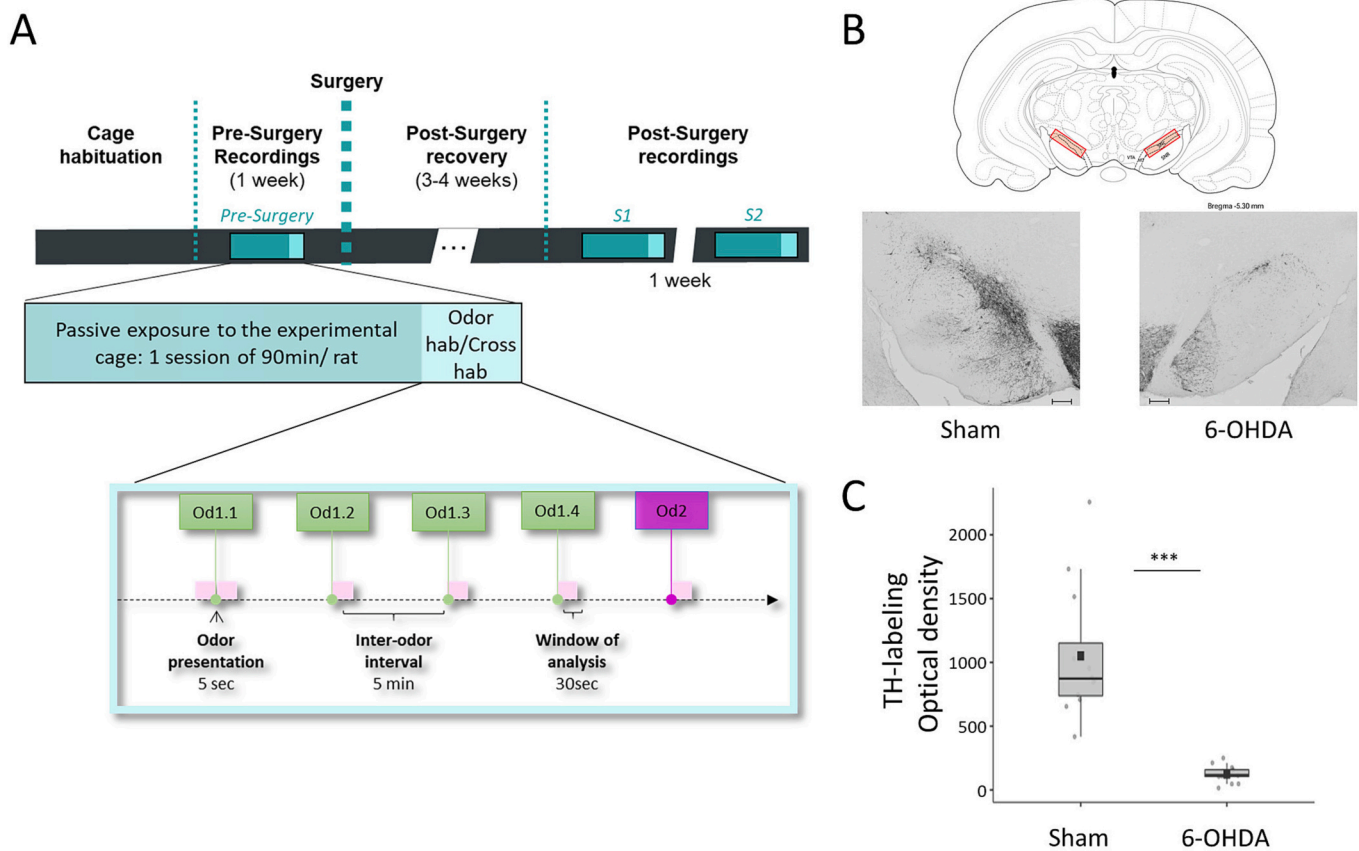 A
Surgery
Cage
habituation
Pre-Surgery
Recordings
(1 week)
Post-Surgery
recovery
(3-4 weeks)
Post-Surgery
recordings
Pre-Surgery
S1
S2
...
1 week
Passive exposure to the experimental
cage: 1 session of 90min/ rat
Odor
hab/Cross
hab
Od1.1
Od1.2
Od1.3
Od1.4
Od2
Odor
presentation
5 sec
Inter-odor
interval
5 min
Window of
analysis
30sec
B
VTA
SNR
Bregma -5.30 mm
Sham
6-OHDA
C
TH-labeling
Optical density
2000
1500
1000
500
0
***
Sham
6-OHDA